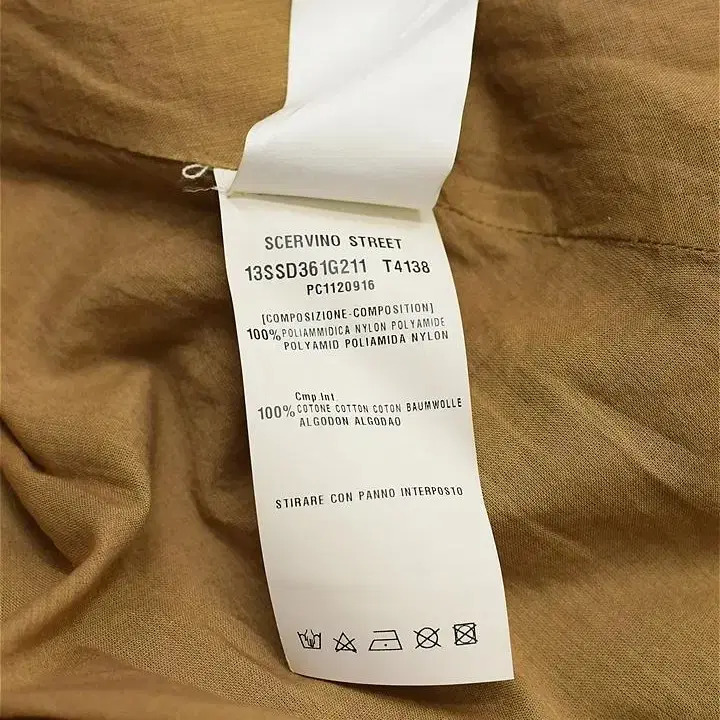 SCERVINO STREET
13SSD361G211 T4138
PC1120916
[COMPOSIZIONE-COMPOSITION]
100% POLIAMMIDICA NYLON POLYAMIDE
POLYAMID POLIAMIDA NYLON
Cmp.Int.
100% COTONE COTTON COTON BAUMWOLLE
ALGODON ALGODAO
STIRARE CON PANNO INTERPOSTO